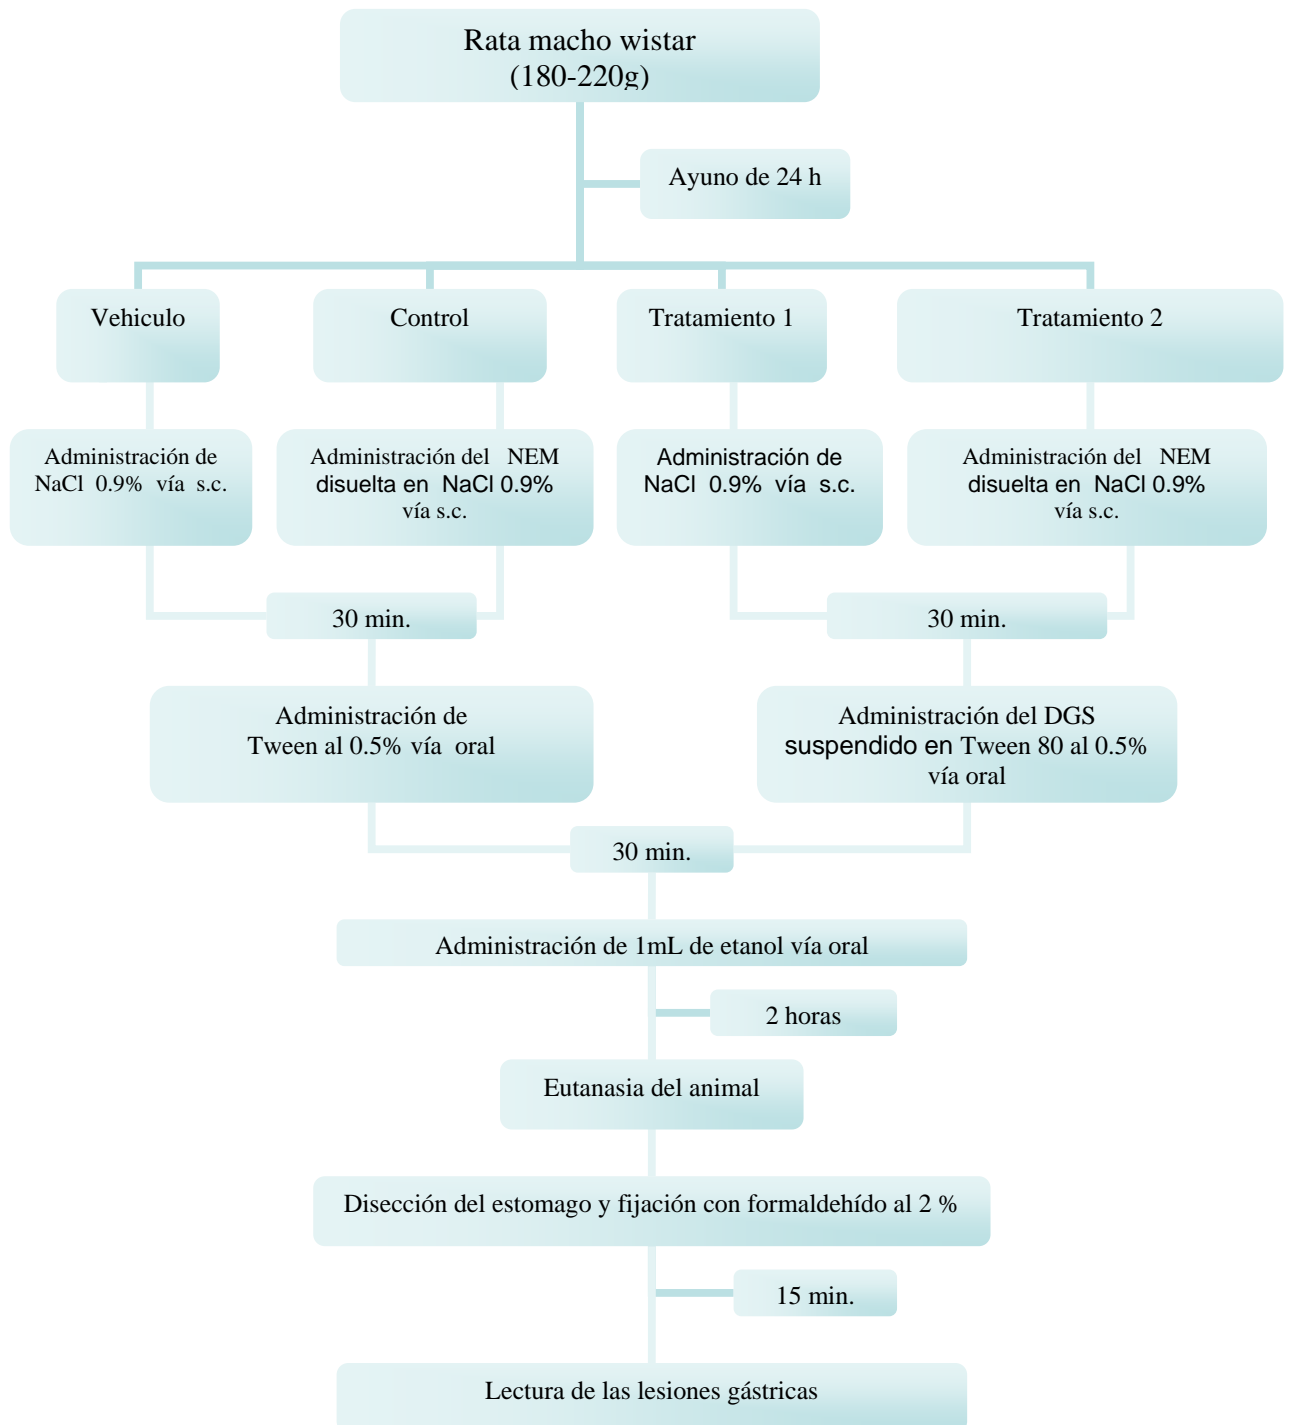 Rata macho wistar
(180-220g)
Ayuno de 24 h
Vehiculo
Control
Tratamiento 1
Tratamiento 2
Administración de
NaCl 0.9% vía s.c.
Administración del NEM
disuelta en NaCl 0.9%
vía s.c.
Administración de
NaCl 0.9% vía s.c.
Administración del NEM
disuelta en NaCl 0.9%
vía s.c.
30 min.
30 min.
Administración de
Tween al 0.5% vía oral
Administración del DGS
suspendido en Tween 80 al 0.5%
vía oral
30 min.
Administración de 1mL de etanol vía oral
2 horas
Eutanasia del animal
Disección del estomago y fijación con formaldehído al 2 %
15 min.
Lectura de las lesiones gástricas